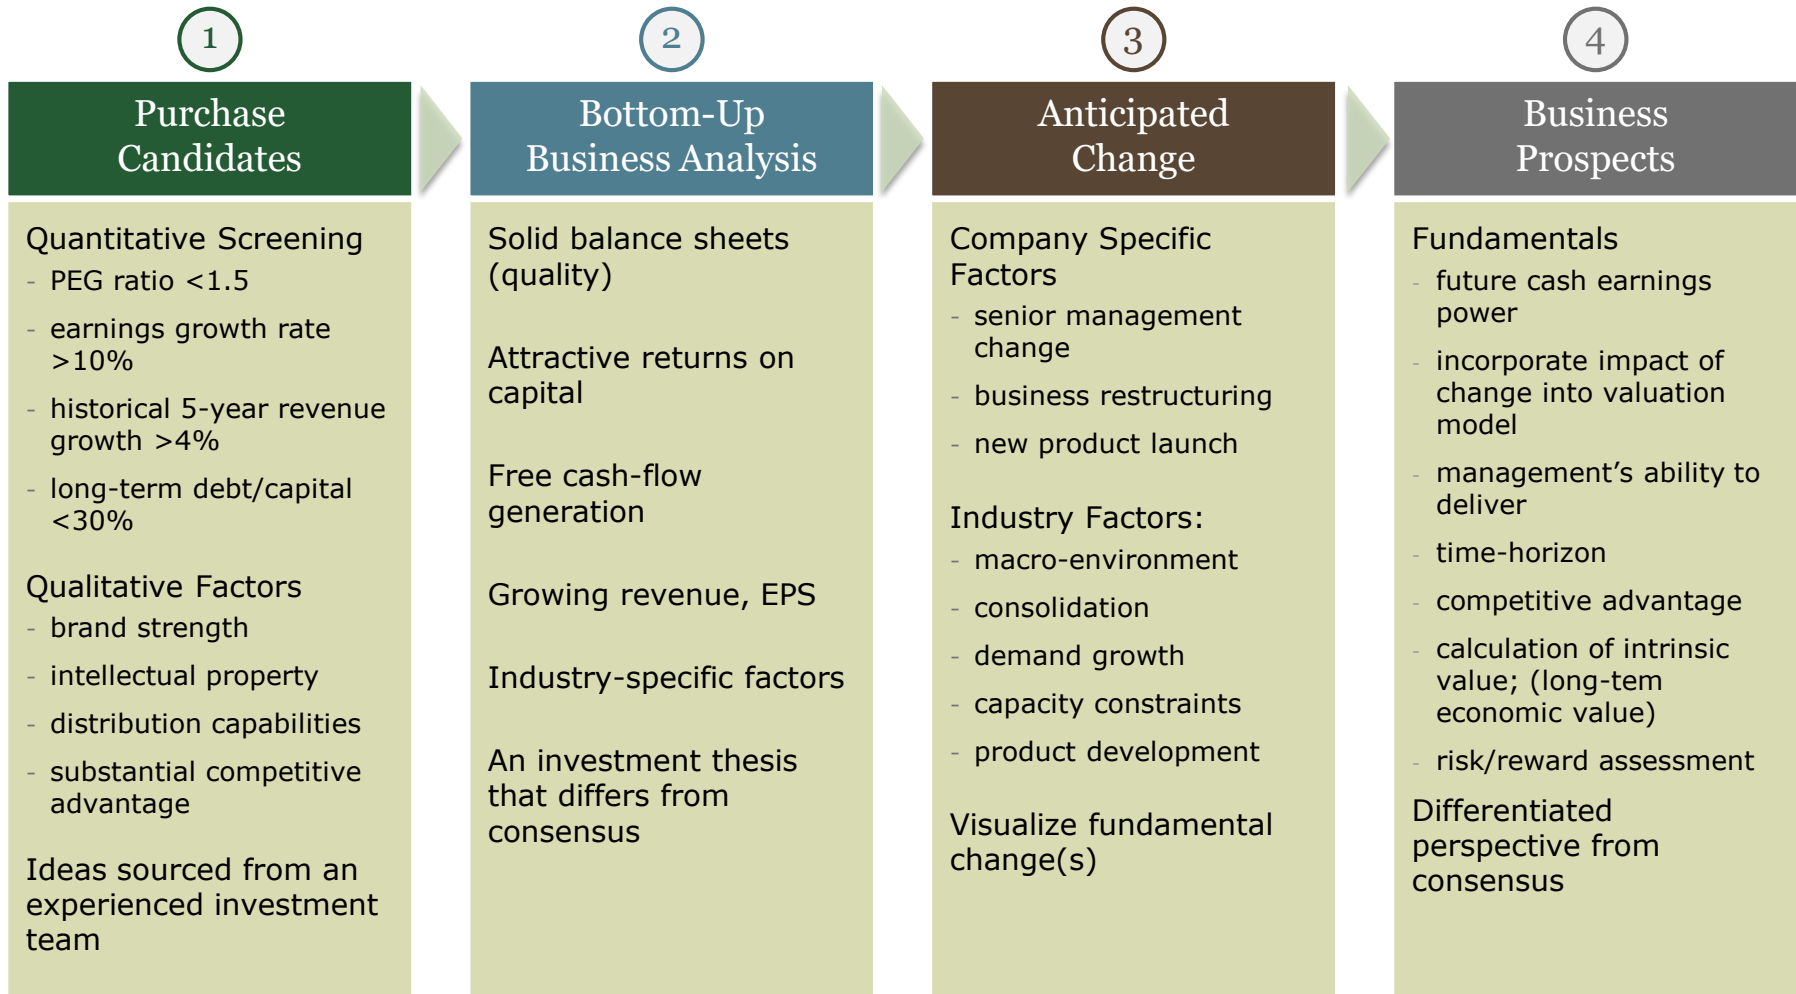 1
Purchase
Candidates
Quantitative Screening
- PEG ratio <1.5
- earnings growth rate
>10%
- historical 5-year revenue
growth >4%
- long-term debt/capital
<30%
Qualitative Factors
- brand strength
- intellectual property
- distribution capabilities
- substantial competitive
advantage
Ideas sourced from an
experienced investment
team
2
Bottom-Up
Business Analysis
Solid balance sheets
(quality)
Attractive returns on
capital
Free cash-flow
generation
Growing revenue, EPS
Industry-specific factors
An investment thesis
that differs from
consensus
3
Anticipated
Change
Company Specific
Factors
- senior management
change
- business restructuring
- new product launch
Industry Factors:
- macro-environment
- consolidation
- demand growth
- capacity constraints
- product development
Visualize fundamental
change(s)
4
Business
Prospects
Fundamentals
- future cash earnings
power
- incorporate impact of
change into valuation
model
- management’s ability to
deliver
- time-horizon
- competitive advantage
- calculation of intrinsic
value; (long-tem
economic value)
- risk/reward assessment
Differentiated
perspective from
consensus